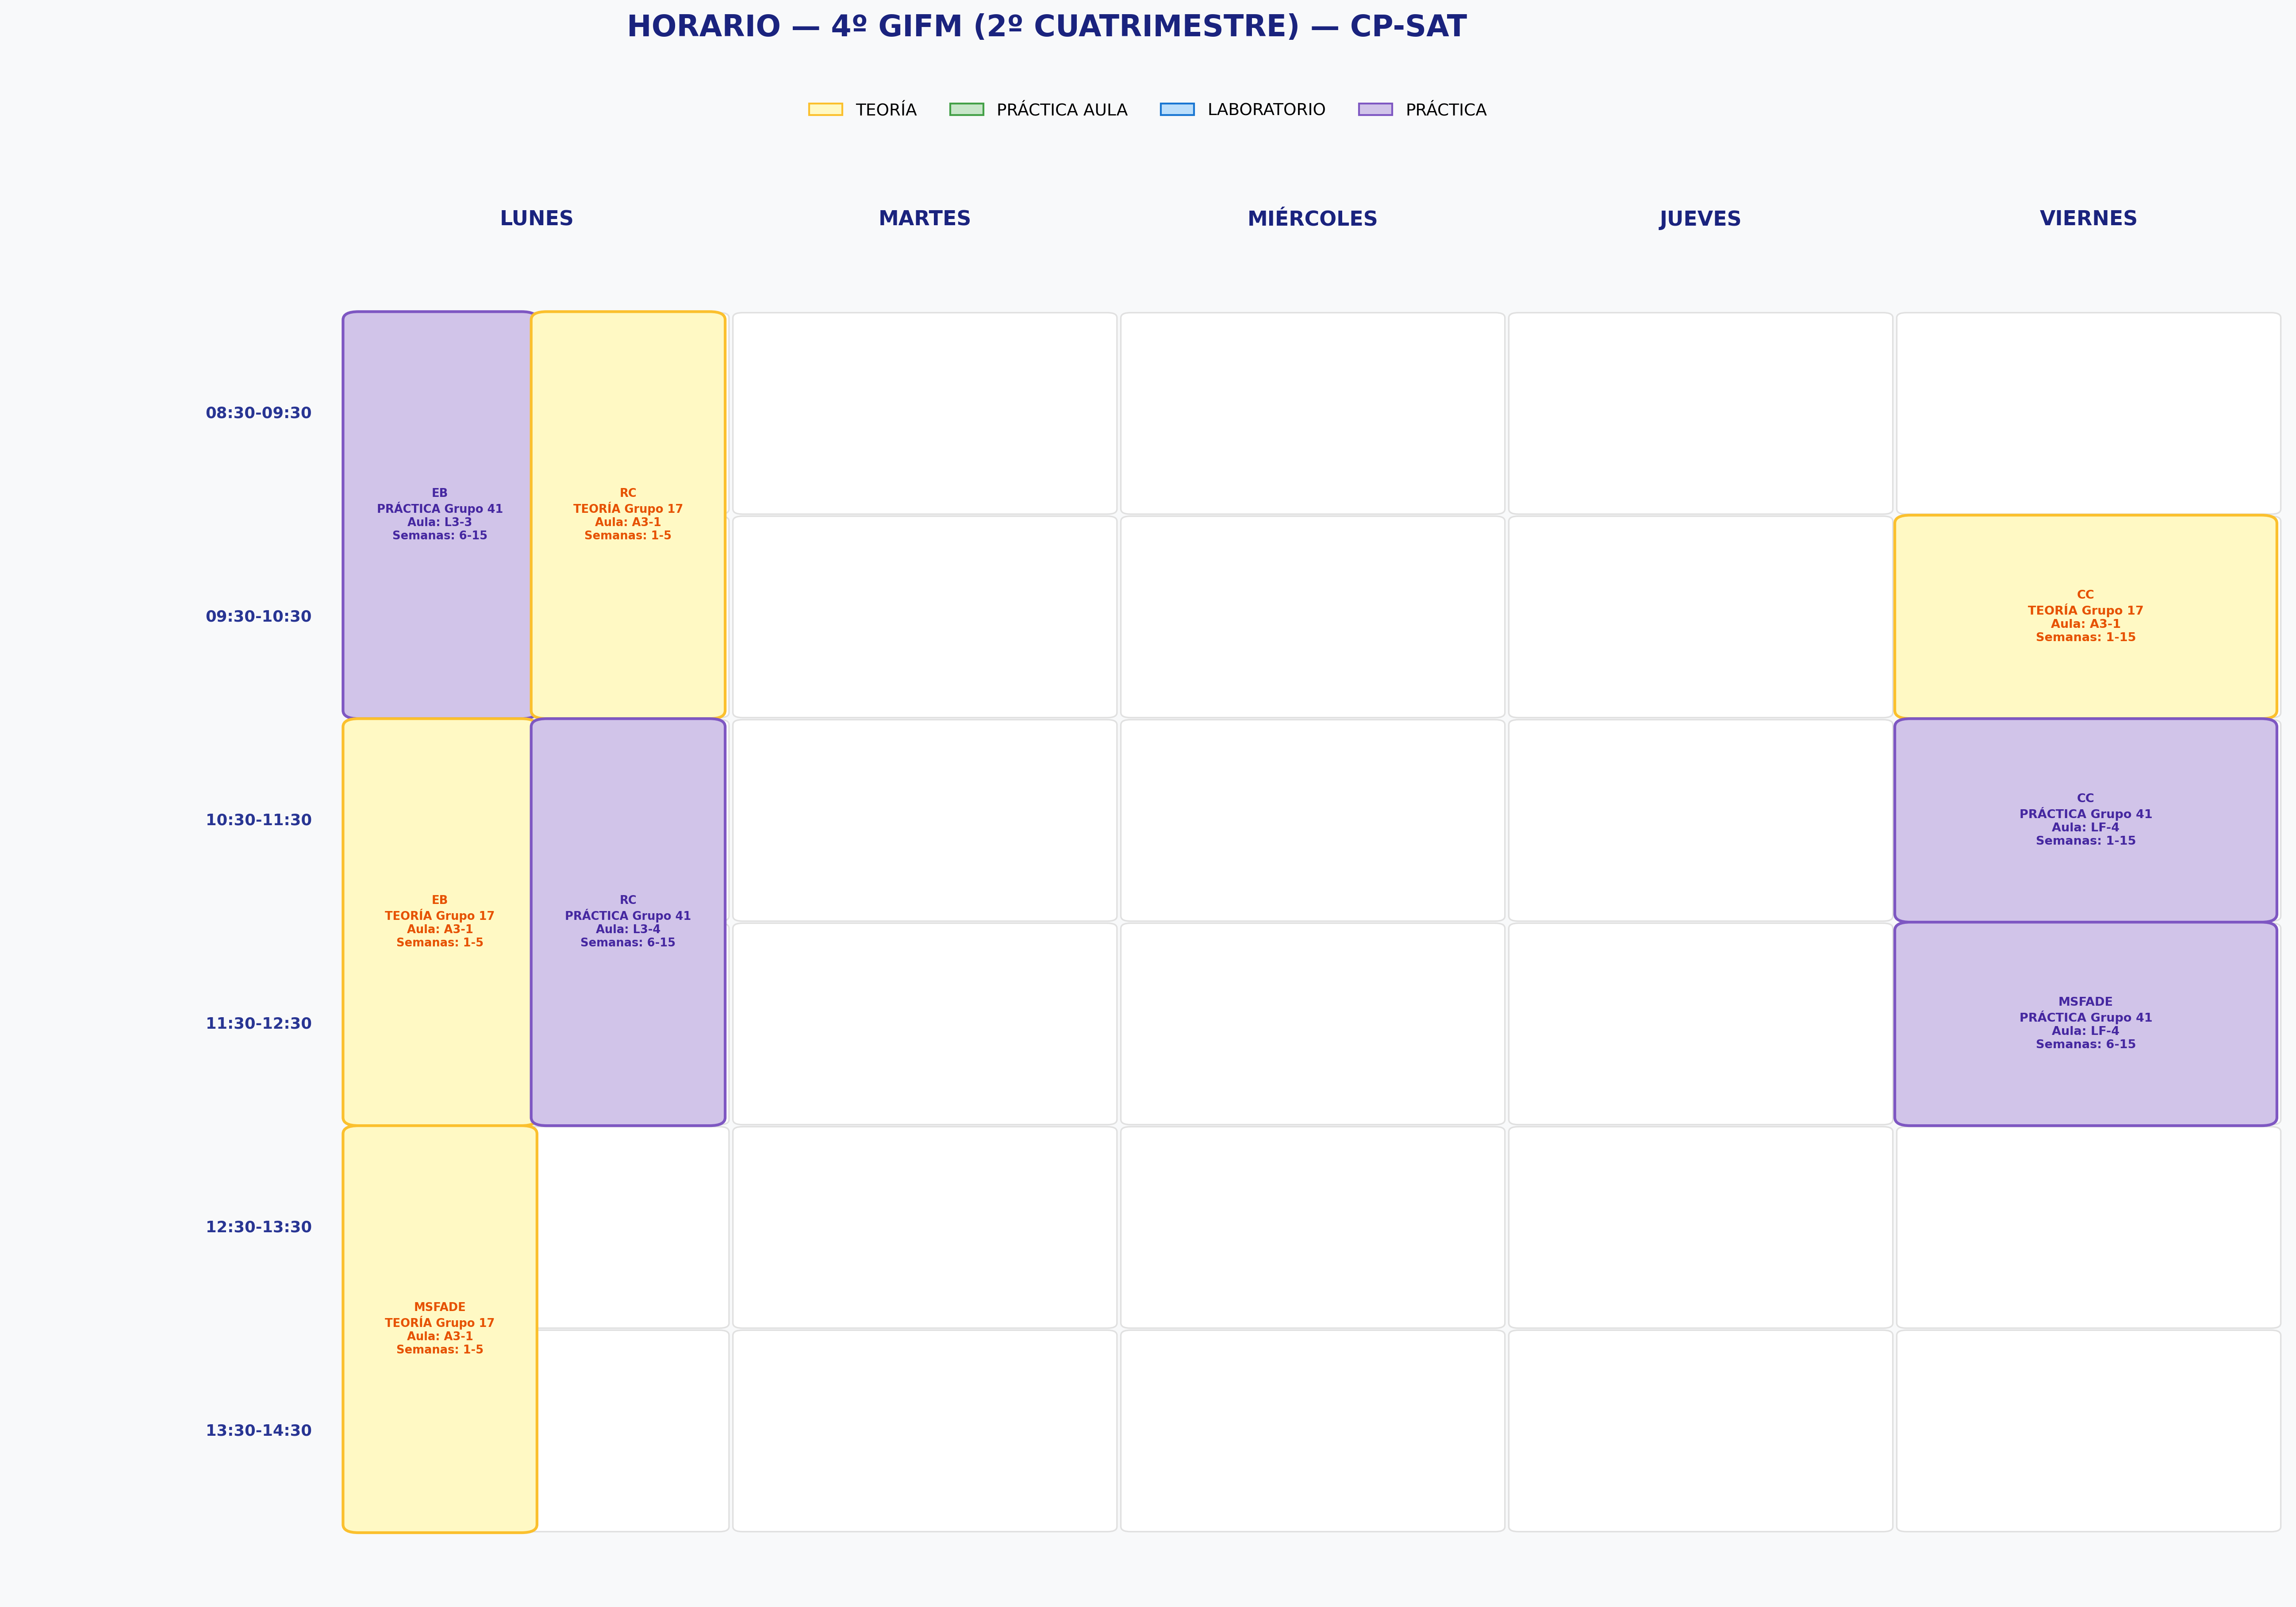 HORARIO — 4º GIFM (2º CUATRIMESTRE) — CP-SAT
TEORÍA
PRÁCTICA AULA
LABORATORIO
PRÁCTICA
LUNES
MARTES
MIÉRCOLES
JUEVES
VIERNES
08:30-09:30
EB
PRÁCTICA Grupo 41
Aula: L3-3
Semanas: 6-15
RC
TEORÍA Grupo 17
Aula: A3-1
Semanas: 1-5
09:30-10:30
CC
TEORÍA Grupo 17
Aula: A3-1
Semanas: 1-15
10:30-11:30
EB
TEORÍA Grupo 17
Aula: A3-1
Semanas: 1-5
RC
PRÁCTICA Grupo 41
Aula: L3-4
Semanas: 6-15
CC
PRÁCTICA Grupo 41
Aula: LF-4
Semanas: 1-15
11:30-12:30
MSFADE
PRÁCTICA Grupo 41
Aula: LF-4
Semanas: 6-15
12:30-13:30
MSFADE
TEORÍA Grupo 17
Aula: A3-1
Semanas: 1-5
13:30-14:30